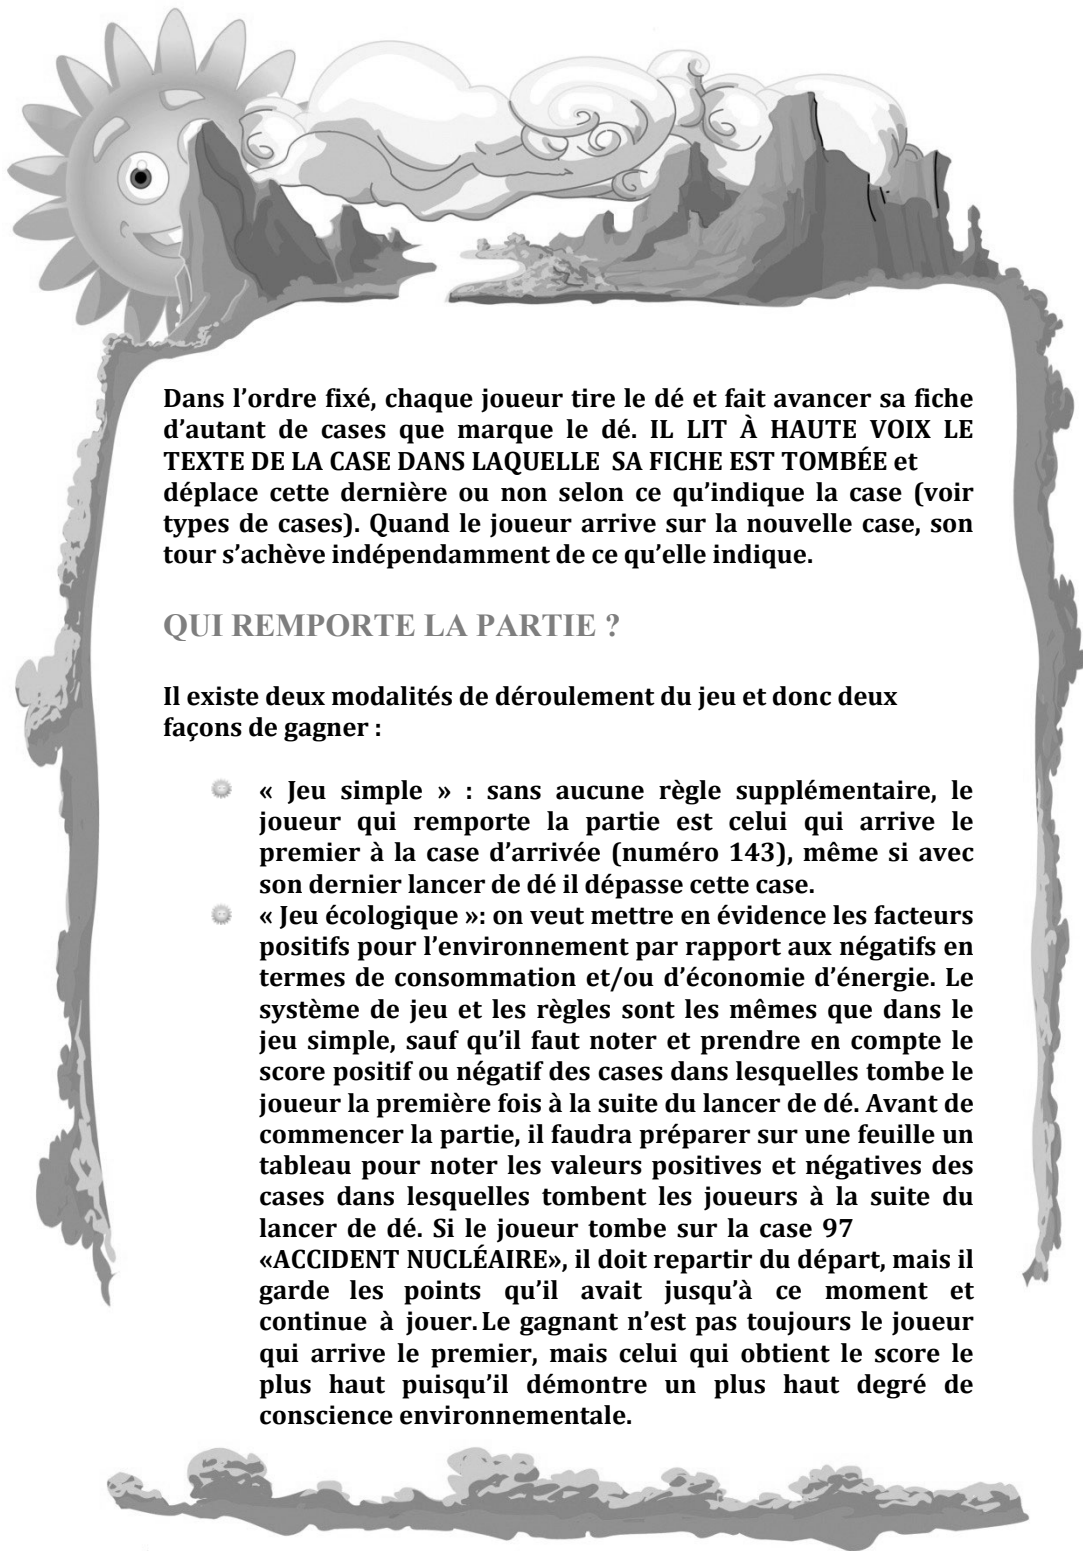 Dans l’ordre fixé, chaque joueur tire le dé et fait avancer sa fiche
d’autant de cases que marque le dé. IL LIT À HAUTE VOIX LE
TEXTE DE LA CASE DANS LAQUELLE SA FICHE EST TOMBÉE et
déplace cette dernière ou non selon ce qu’indique la case (voir
types de cases). Quand le joueur arrive sur la nouvelle case, son
tour s’achève indépendamment de ce qu’elle indique.
QUI REMPORTE LA PARTIE ?
Il existe deux modalités de déroulement du jeu et donc deux
façons de gagner :
« Jeu simple » : sans aucune règle supplémentaire, le
joueur qui remporte la partie est celui qui arrive le
premier à la case d’arrivée (numéro 143), même si avec
son dernier lancer de dé il dépasse cette case.
« Jeu écologique »: on veut mettre en évidence les facteurs
positifs pour l’environnement par rapport aux négatifs en
termes de consommation et/ou d’économie d’énergie. Le
système de jeu et les règles sont les mêmes que dans le
jeu simple, sauf qu’il faut noter et prendre en compte le
score positif ou négatif des cases dans lesquelles tombe le
joueur la première fois à la suite du lancer de dé. Avant de
commencer la partie, il faudra préparer sur une feuille un
tableau pour noter les valeurs positives et négatives des
cases dans lesquelles tombent les joueurs à la suite du
lancer de dé. Si le joueur tombe sur la case 97
«ACCIDENT NUCLÉAIRE», il doit repartir du départ, mais il
garde les points qu’il avait jusqu’à ce moment et
continue à jouer. Le gagnant n’est pas toujours le joueur
qui arrive le premier, mais celui qui obtient le score le
plus haut puisqu’il démontre un plus haut degré de
conscience environnementale.